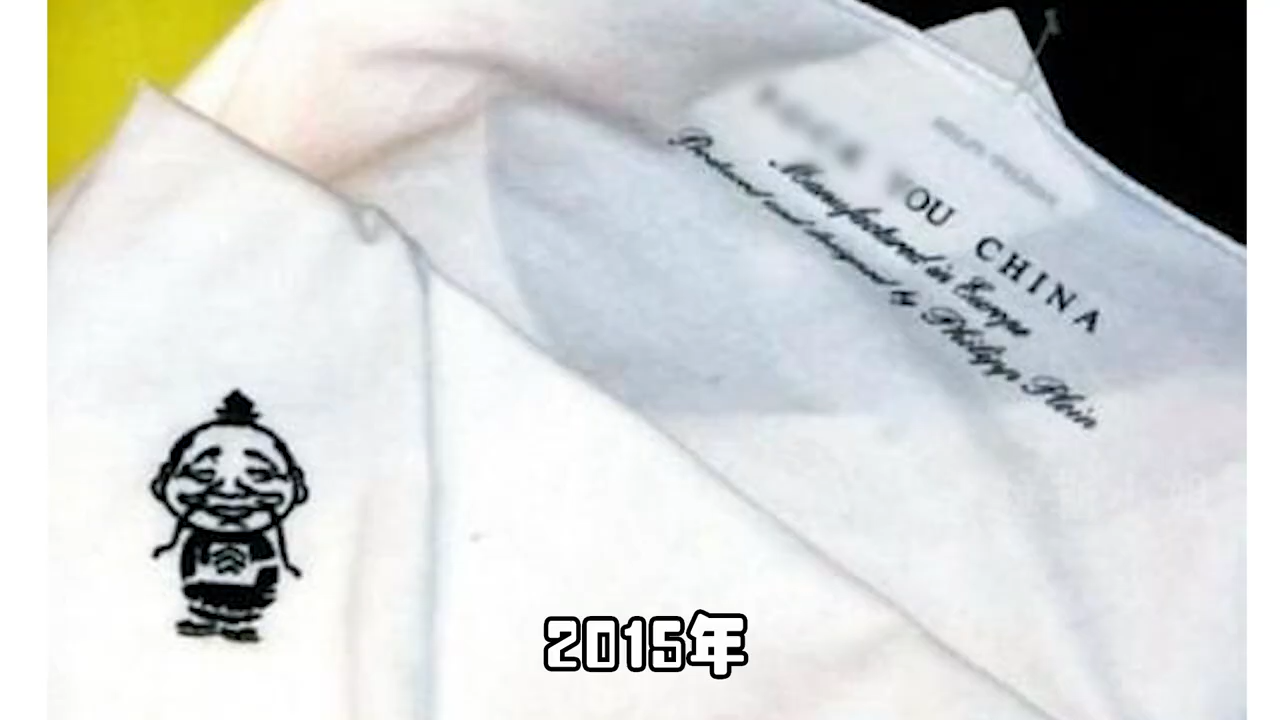 OU CHINA
Manufactured in Europe
Produced and designed by Philipp Plein
2015年